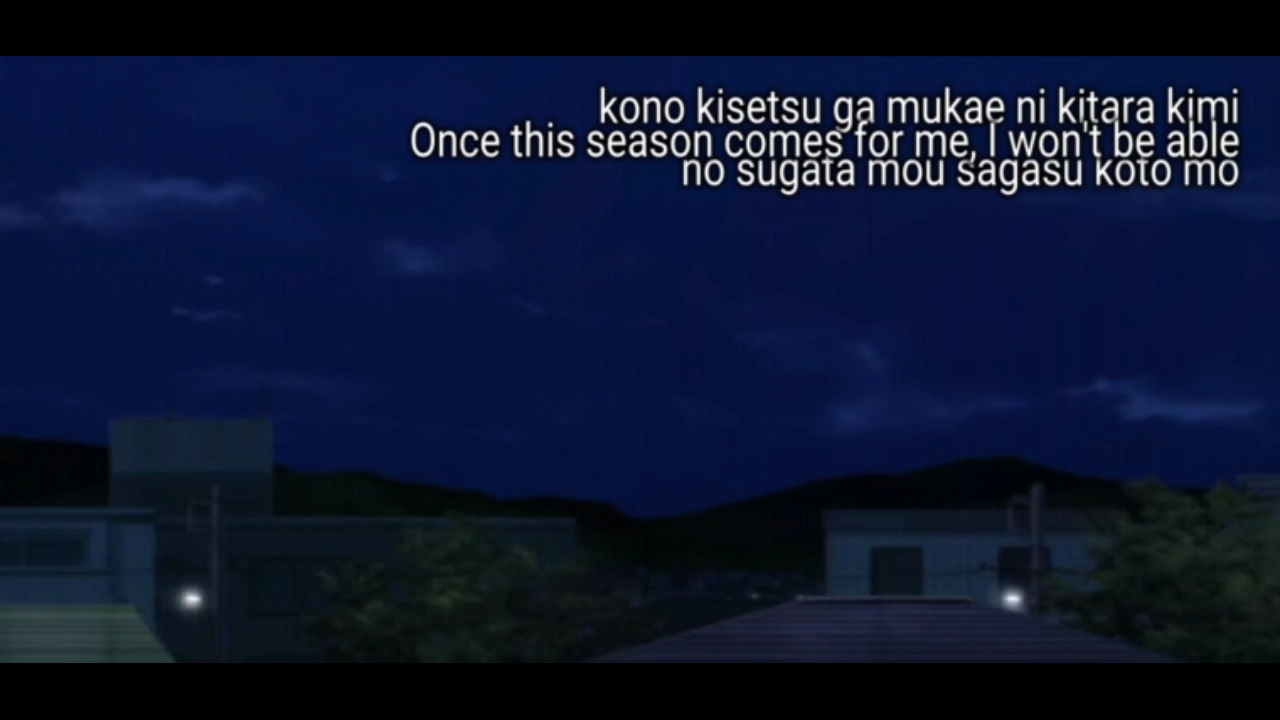 kono kisetsu ga mukae ni kitara kimi
Once this season comes for me, I won't be able
no sugata mou sagasu koto mo